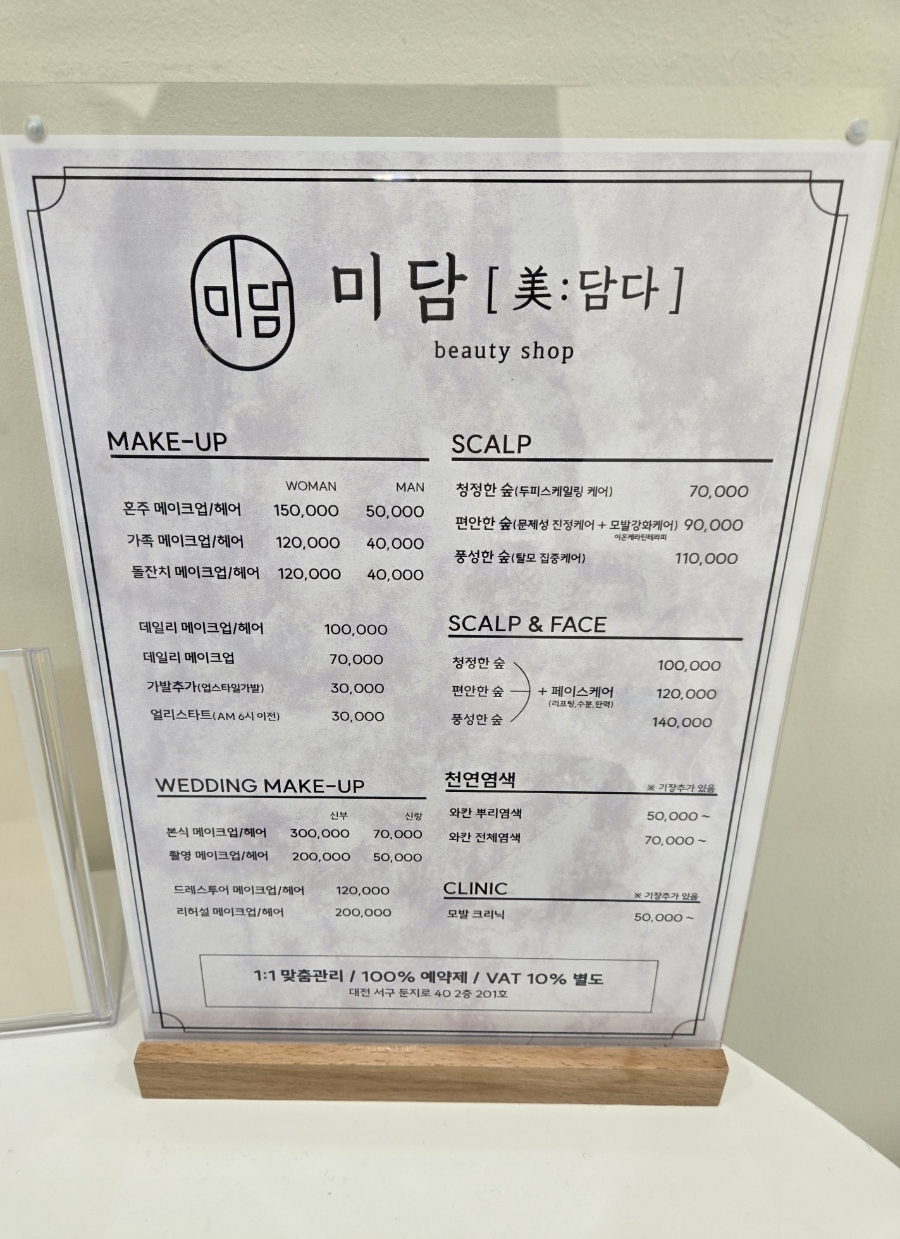 미담
미담 [美:담다]
beauty shop
MAKE-UP
WOMAN MAN
혼주 메이크업/헤어 150,000 50,000
가족 메이크업/헤어 120,000 40,000
돌잔치 메이크업/헤어 120,000 40,000
데일리 메이크업/헤어 100,000
데일리 메이크업 70,000
가발추가(업스타일가발) 30,000
얼리스타트(AM 6시 이전) 30,000
WEDDING MAKE-UP
신부 신랑
본식 메이크업/헤어 300,000 70,000
촬영 메이크업/헤어 200,000 50,000
드레스투어 메이크업/헤어 120,000
리허설 메이크업/헤어 200,000
SCALP
청정한 숲(두피스케일링 케어) 70,000
편안한 숲(문제성 진정케어 + 모발강화케어) 90,000
이온케라틴테라피
풍성한 숲(탈모 집중케어) 110,000
SCALP & FACE
청정한 숲 100,000
편안한 숲 + 페이스케어 120,000
(리프팅,수분,탄력)
풍성한 숲 140,000
천연염색 ※ 기장추가 있음
와칸 뿌리염색 50,000 ~
와칸 전체염색 70,000 ~
CLINIC ※ 기장추가 있음
모발 크리닉 50,000 ~
1:1 맞춤관리 / 100% 예약제 / VAT 10% 별도
대전 서구 둔지로 40 2층 201호